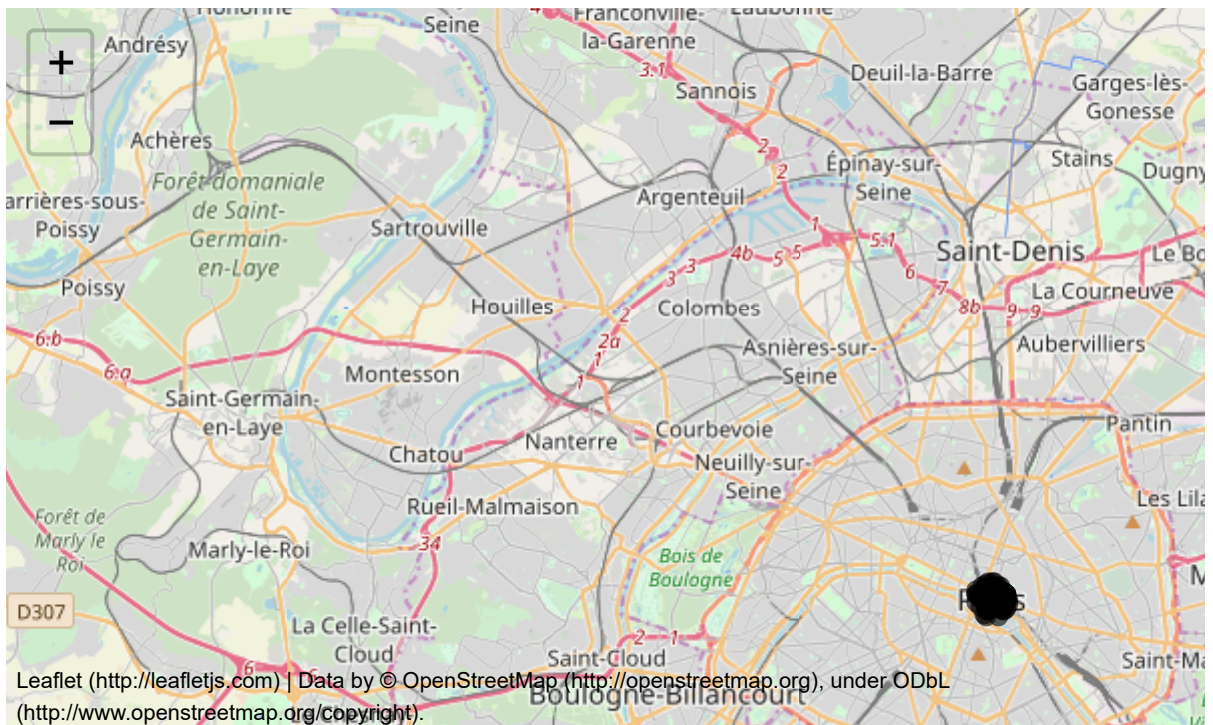 Franconville-
la-Garenne
Seine
Andrésy
+
−
Deuil-la-Barre
Garges-lès-
Gonesse
3.1
Sannois
Achères
2
2
Épinay-sur-
Seine
Stains
Dugny
Forêt domaniale
de Saint-
Germain-
en-Laye
Argenteuil
arrières-sous-
Poissy
Sartrouville
1
5.1
4b
5
5
Saint-Denis
3
3
6
7
Poissy
La Courneuve
Houilles
Colombes
8b
9
9
2
6.b
2a
Aubervilliers
1
Asnières-sur-
Seine
6.a
Montesson
1
Saint-Germain-
en-Laye
Pantin
Courbevoie
Nanterre
Chatou
Neuilly-sur-
Seine
Rueil-Malmaison
Forêt de
Marly le
Roi
34
Marly-le-Roi
Bois de
Boulogne
D307
La Celle-Saint-
Cloud
2
1
6
Saint-Cloud
Boulogne-Billancourt
Leaflet (http://leafletjs.com) | Data by © OpenStreetMap (http://openstreetmap.org), under ODbL
(http://www.openstreetmap.org/copyright).